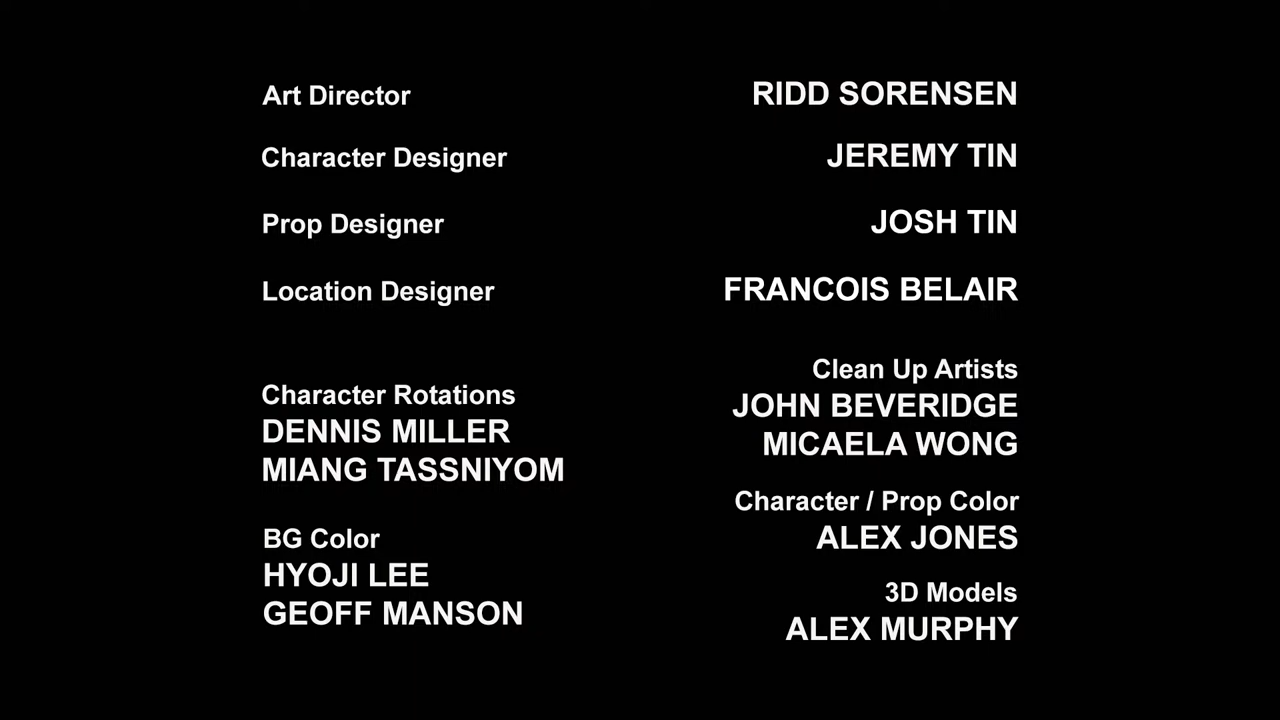 Art Director RIDD SORENSEN
Character Designer JEREMY TIN
Prop Designer JOSH TIN
Location Designer FRANCOIS BELAIR
Character Rotations
DENNIS MILLER
MIANG TASSNIYOM
BG Color
HYOJI LEE
GEOFF MANSON
Clean Up Artists
JOHN BEVERIDGE
MICAELA WONG
Character / Prop Color
ALEX JONES
3D Models
ALEX MURPHY